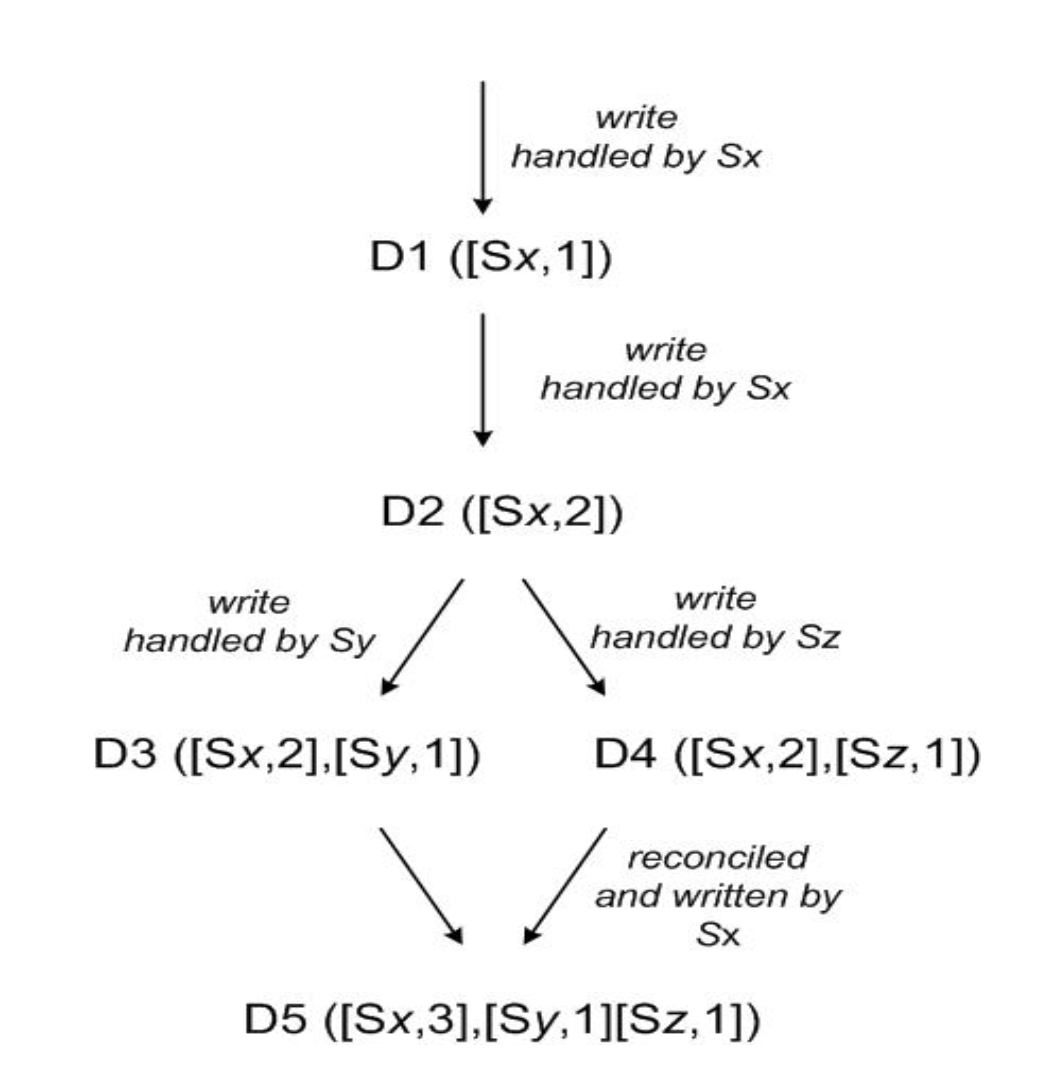 write
handled by Sx
D1 ([Sx,1])
write
handled by Sx
D2 ([Sx,2])
write
handled by Sy
write
handled by Sz
D3 ([Sx,2],[Sy,1])
D4 ([Sx,2],[Sz,1])
reconciled
and written by
Sx
D5 ([Sx,3],[Sy,1][Sz,1])